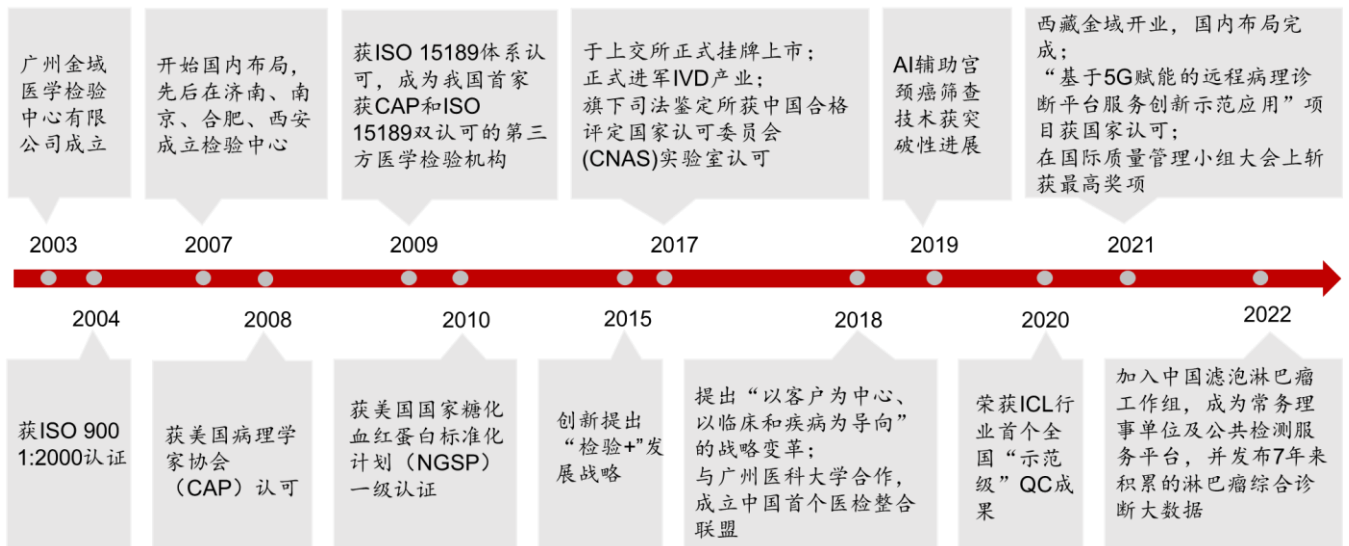 广州金域
医学检验
中心有限
公司成立
开始国内布局，
先后在济南、南
京、合肥、西安
成立检验中心
获ISO 15189体系认
可，成为我国首家
获CAP和ISO
15189双认可的第三
方医学检验机构
于上交所正式挂牌上市；
正式进军IVD产业；
旗下司法鉴定所获中国合格
评定国家认可委员会
(CNAS)实验室认可
AI辅助宫
颈癌筛查
技术获突
破性进展
西藏金域开业，国内布局完
成；
“基于5G赋能的远程病理诊
断平台服务创新示范应用”项
目获国家认可；
在国际质量管理小组大会上斩
获最高奖项
2003
2007
2009
2017
2019
2021
2004
2008
2010
2015
2018
2020
2022
获ISO 900
1:2000认证
获美国病理学
家协会
（CAP）认可
获美国国家糖化
血红蛋白标准化
计划（NGSP）
一级认证
创新提出
“检验+”发
展战略
提出“以客户为中心、
以临床和疾病为导向”
的战略变革；
与广州医科大学合作，
成立中国首个医检整合
联盟
荣获ICL行
业首个全
国“示范
级”QC成
果
加入中国滤泡淋巴瘤
工作组，成为常务理
事单位及公共检测服
务平台，并发布7年来
积累的淋巴瘤综合诊
断大数据